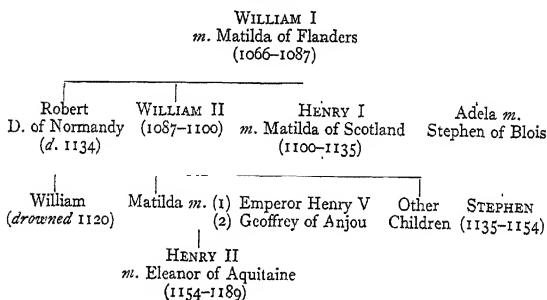 WILLIAM I
m. Matilda of Flanders
(1066–1087)
Robert WILLIAM II HENRY I Adela m.
D. of Normandy (1087–1100) m. Matilda of Scotland Stephen of Blois
(d. 1134) (1100–1135)
William Matilda m. (1) Emperor Henry V Other STEPHEN
(drowned 1120) (2) Geoffrey of Anjou Children (1135–1154)
HENRY II
m. Eleanor of Aquitaine
(1154–1189)